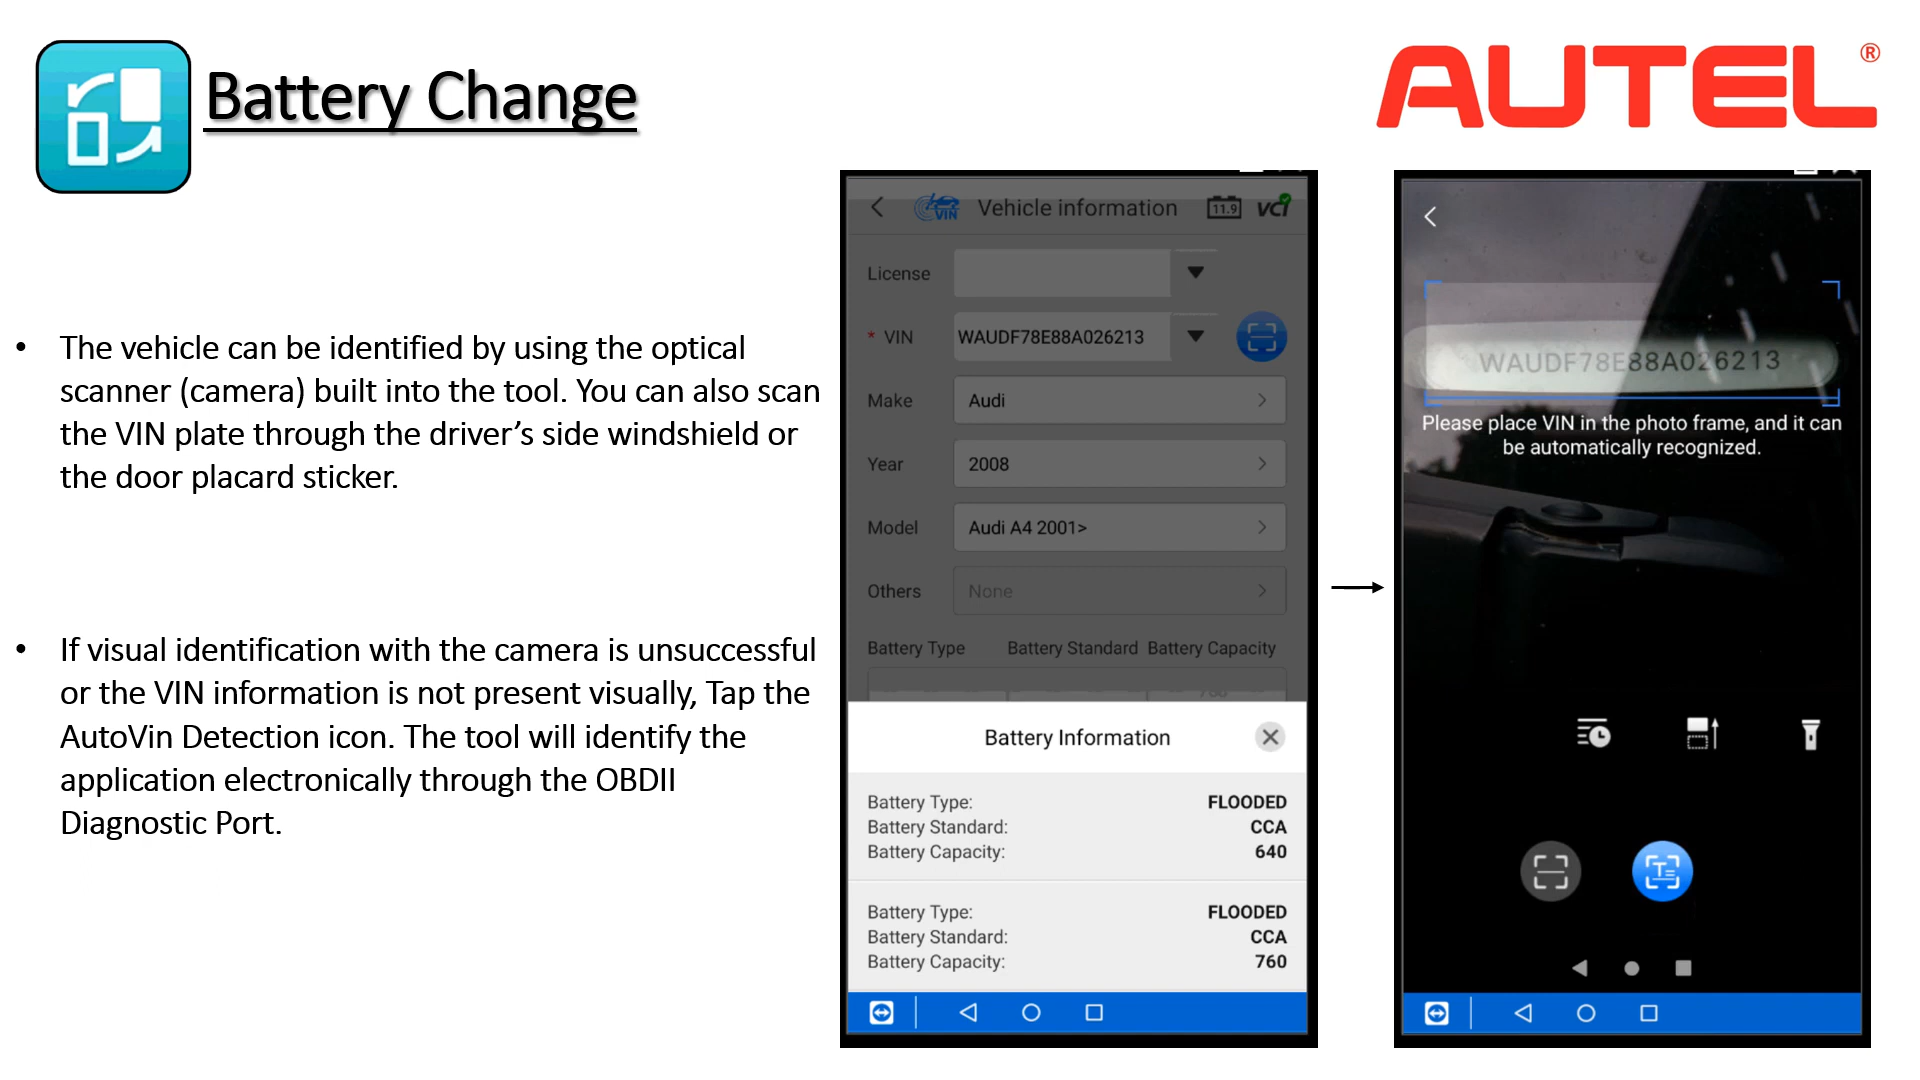 Battery Change
AUTEL®
• The vehicle can be identified by using the optical
scanner (camera) built into the tool. You can also scan
the VIN plate through the driver’s side windshield or
the door placard sticker.
• If visual identification with the camera is unsuccessful
or the VIN information is not present visually, Tap the
AutoVin Detection icon. The tool will identify the
application electronically through the OBDII
Diagnostic Port.
VIN Vehicle information 11.9 VCI
License
* VIN WAUDF78E88A026213
Make Audi
Year 2008
Model Audi A4 2001>
Others None
Battery Type Battery Standard Battery Capacity
760
Battery Information
Battery Type: FLOODED
Battery Standard: CCA
Battery Capacity: 640
Battery Type: FLOODED
Battery Standard: CCA
Battery Capacity: 760
WAUDF78E88A026213
Please place VIN in the photo frame, and it can
be automatically recognized.
T